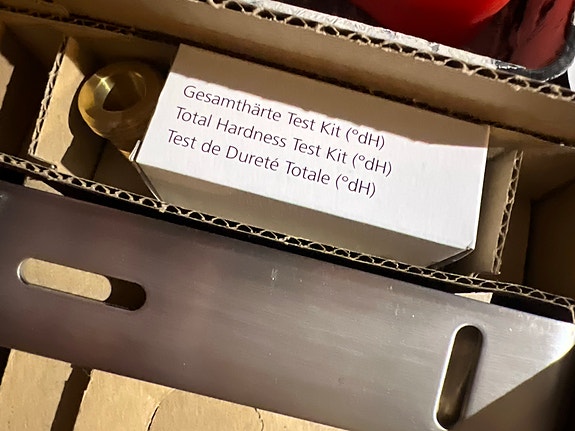 Gesamthärte Test Kit (°dH)
Total Hardness Test Kit (°dH)
Test de Dureté Totale (°dH)